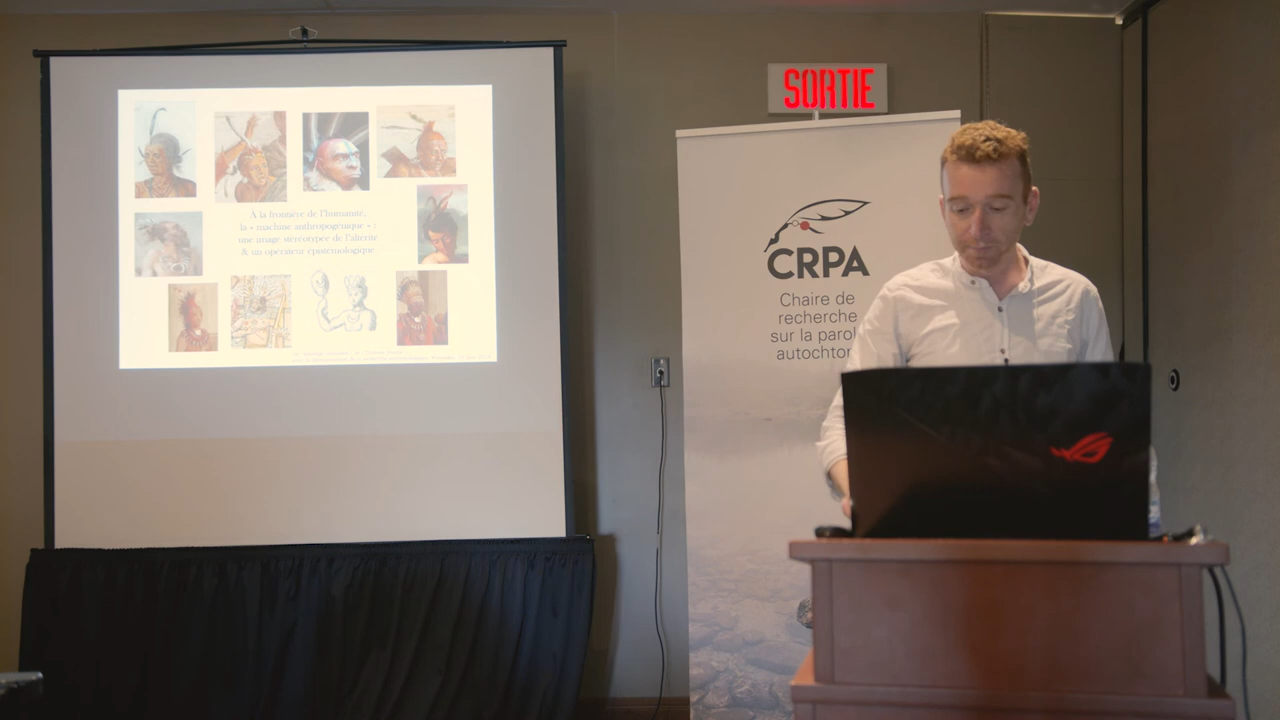 À la frontière de l'humanité,
la « machine anthropogénique » :
une image stéréotypée de l'altérité
& un opérateur épistémologique
SORTIE
CRPA
Chaire de
recherche
sur la parol
autochton